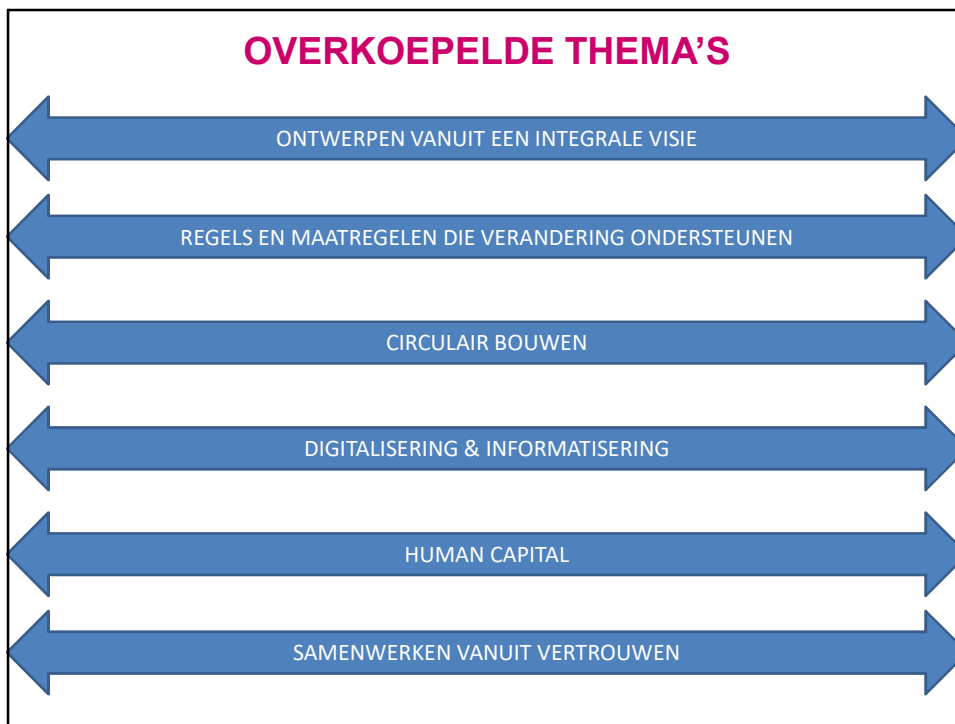 OVERKOEPELDE THEMA’S
ONTWERPEN VANUIT EEN INTEGRALE VISIE
REGELS EN MAATREGELEN DIE VERANDERING ONDERSTEUNEN
CIRCULAIR BOUWEN
DIGITALISERING & INFORMATISERING
HUMAN CAPITAL
SAMENWERKEN VANUIT VERTROUWEN